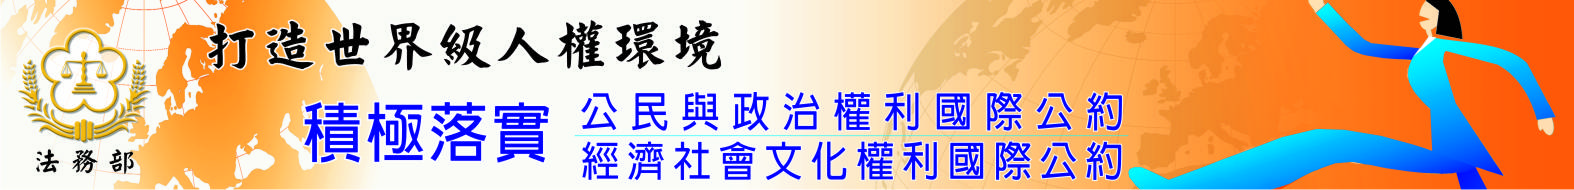 打造世界級人權環境
積極落實
公民與政治權利國際公約
經濟社會文化權利國際公約
法務部